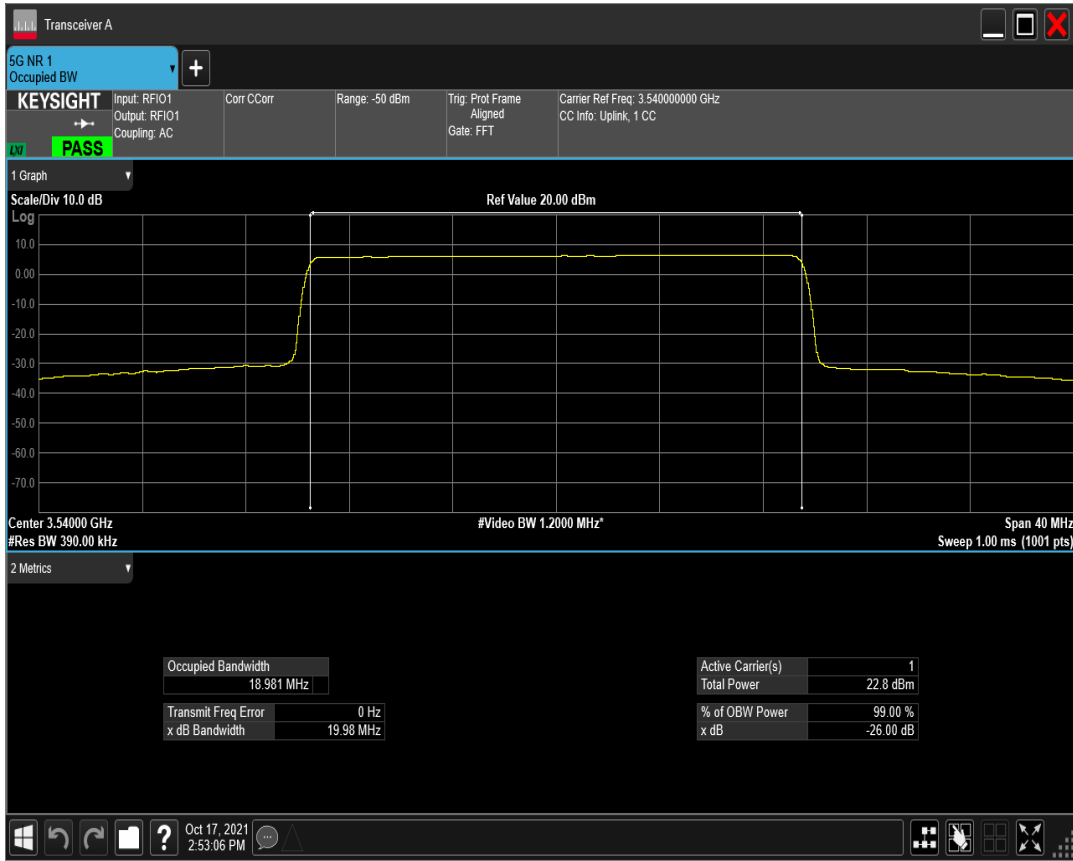 Transceiver A
5G NR 1
Occupied BW
KEYSIGHT
LXI
PASS
Input: RFIO1
Output: RFIO1
Coupling: AC
Corr CCorr
Range: -50 dBm
Trig: Prot Frame
Aligned
Gate: FFT
Carrier Ref Freq: 3.540000000 GHz
CC Info: Uplink, 1 CC
1 Graph
Scale/Div 10.0 dB
Ref Value 20.00 dBm
Log
10.0
0.00
-10.0
-20.0
-30.0
-40.0
-50.0
-60.0
-70.0
Center 3.54000 GHz
#Video BW 1.2000 MHz*
Span 40 MHz
#Res BW 390.00 kHz
Sweep 1.00 ms (1001 pts)
2 Metrics
Occupied Bandwidth
18.981 MHz
Transmit Freq Error 0 Hz
x dB Bandwidth 19.98 MHz
Active Carrier(s) 1
Total Power 22.8 dBm
% of OBW Power 99.00 %
x dB -26.00 dB
?
Oct 17, 2021
2:53:06 PM